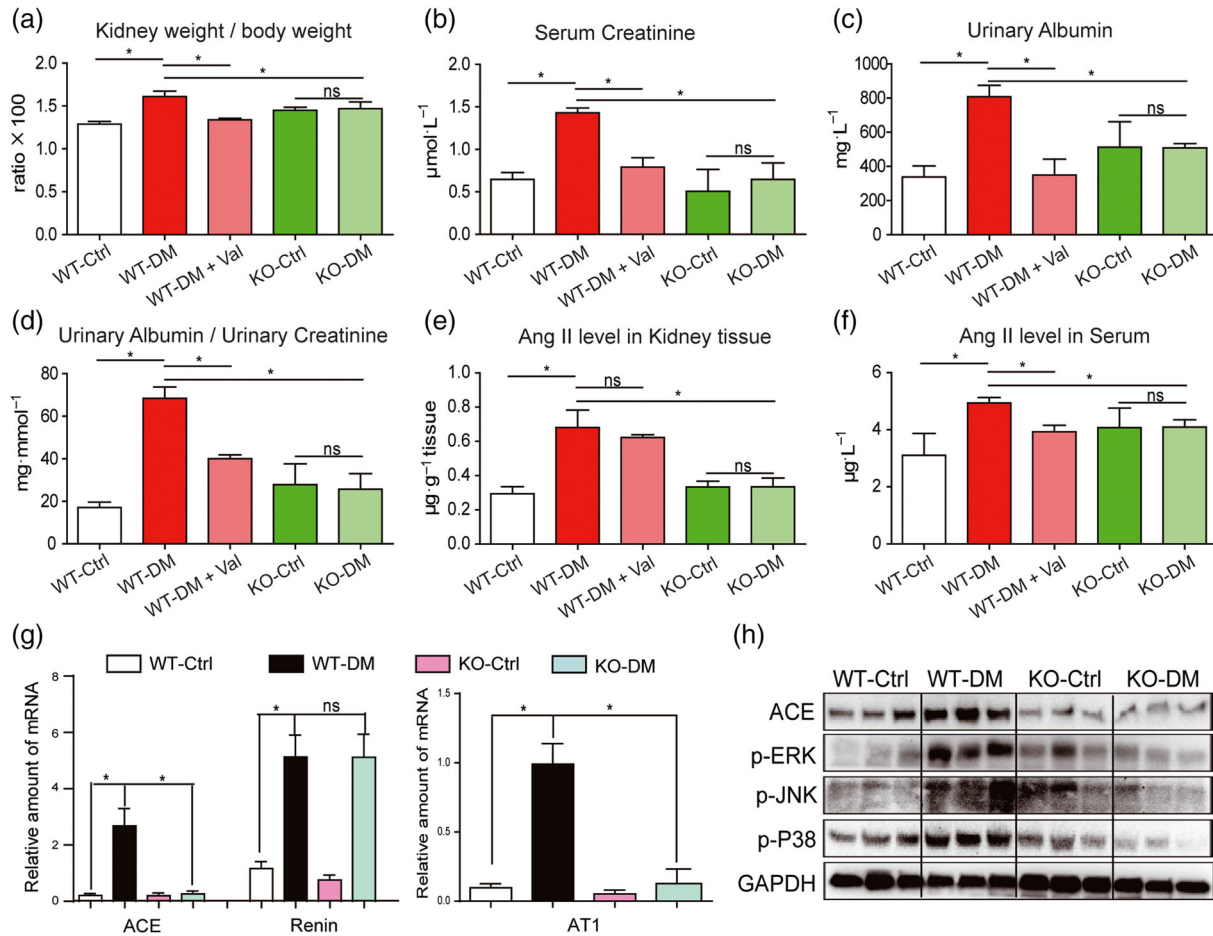 (a)
Kidney weight / body weight
ratio × 100
2.0
1.5
1.0
0.5
0.0
*
*
*
ns
WT-Ctrl
WT-DM
WT-DM + Val
KO-Ctrl
KO-DM
(b)
Serum Creatinine
μmol·L⁻¹
2.0
1.5
1.0
0.5
0.0
*
*
*
ns
WT-Ctrl
WT-DM
WT-DM + Val
KO-Ctrl
KO-DM
(c)
Urinary Albumin
mg·L⁻¹
1000
800
600
400
200
0
*
*
*
ns
WT-Ctrl
WT-DM
WT-DM + Val
KO-Ctrl
KO-DM
(d)
Urinary Albumin / Urinary Creatinine
mg·mmol⁻¹
80
60
40
20
0
*
*
*
ns
WT-Ctrl
WT-DM
WT-DM + Val
KO-Ctrl
KO-DM
(e)
Ang II level in Kidney tissue
μg·g⁻¹ tissue
1.0
0.8
0.6
0.4
0.2
0.0
*
ns
*
ns
WT-Ctrl
WT-DM
WT-DM + Val
KO-Ctrl
KO-DM
(f)
Ang II level in Serum
μg·L⁻¹
6
4
2
0
*
*
*
ns
WT-Ctrl
WT-DM
WT-DM + Val
KO-Ctrl
KO-DM
(g)
WT-Ctrl
WT-DM
KO-Ctrl
KO-DM
Relative amount of mRNA
8
6
4
2
0
*
*
*
ns
ACE
Renin
Relative amount of mRNA
1.5
1.0
0.5
0.0
*
*
AT1
(h)
WT-Ctrl WT-DM KO-Ctrl KO-DM
ACE
p-ERK
p-JNK
p-P38
GAPDH